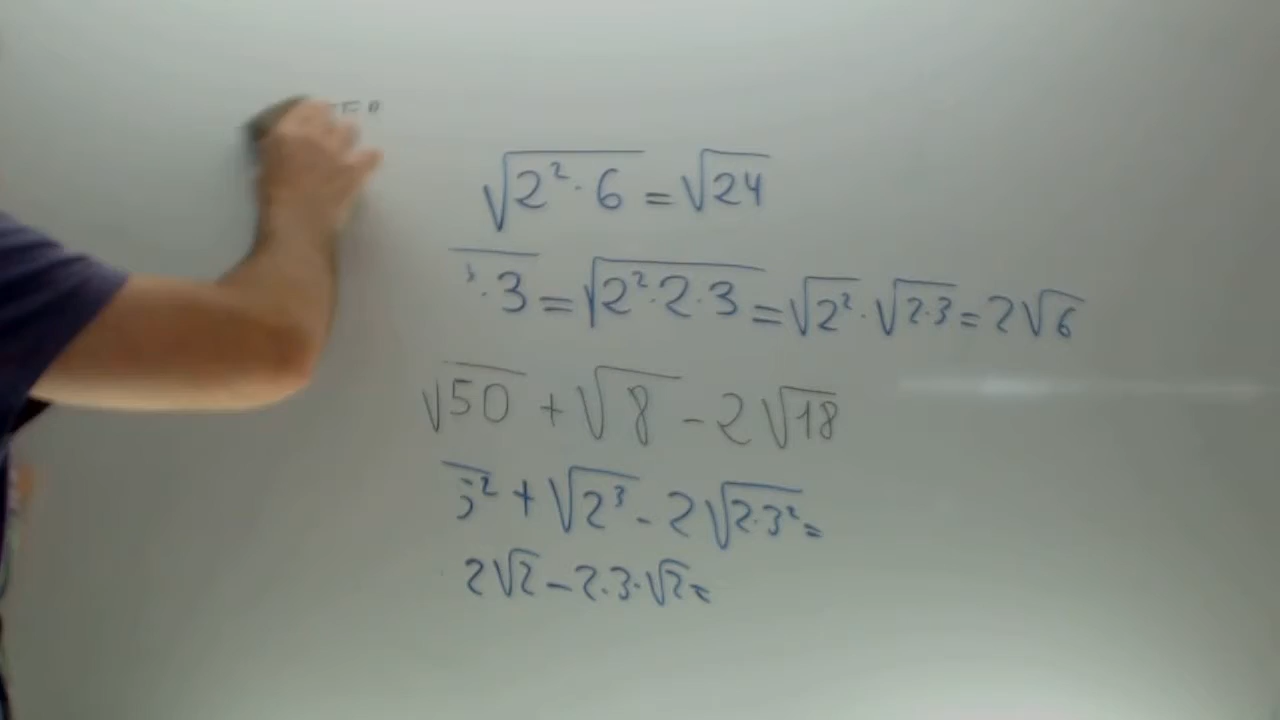 √2²·6 = √24
·3 = √2²·2·3 = √2²·√2·3 = 2√6
√50 + √8 - 2√18
² + √2³ - 2√2·3² =
2√2 - 2·3·√2 =